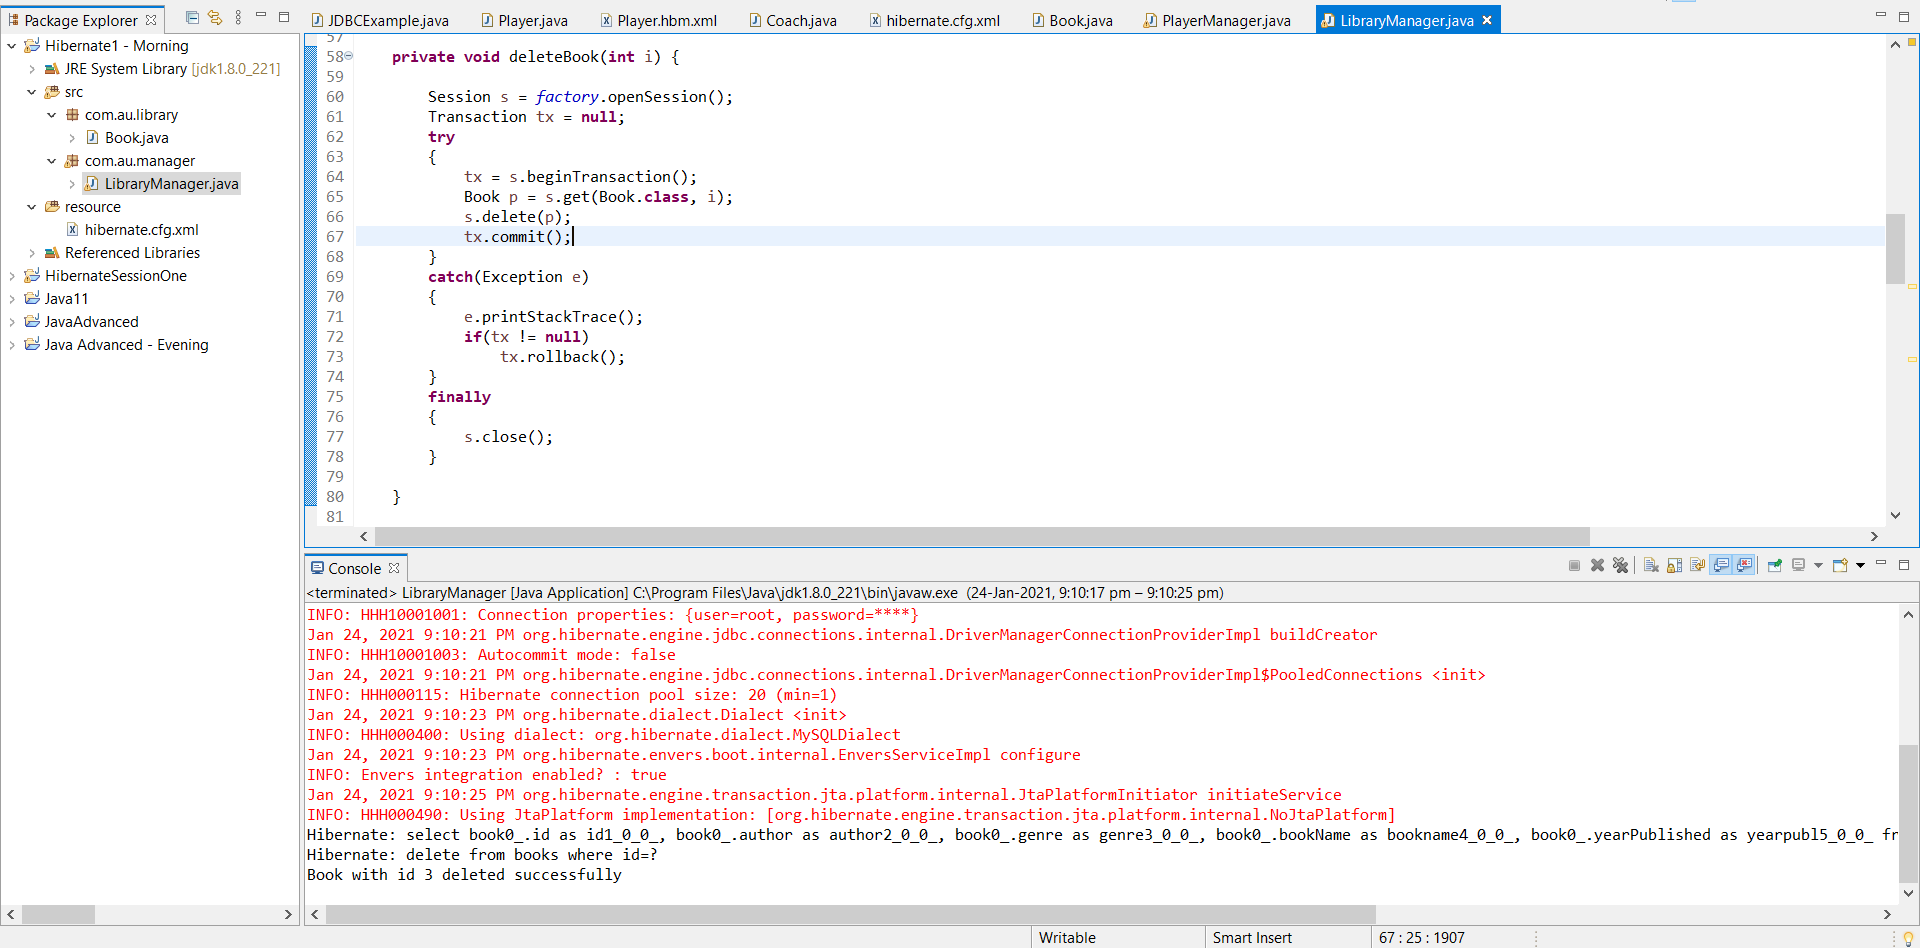 Package Explorer
Hibernate1 - Morning
JRE System Library [jdk1.8.0_221]
src
com.au.library
Book.java
com.au.manager
LibraryManager.java
resource
hibernate.cfg.xml
Referenced Libraries
HibernateSessionOne
Java11
JavaAdvanced
Java Advanced - Evening
JDBCExample.java Player.java Player.hbm.xml Coach.java hibernate.cfg.xml Book.java PlayerManager.java LibraryManager.java
57
58 private void deleteBook(int i) {
59
60 Session s = factory.openSession();
61 Transaction tx = null;
62 try
63 {
64 tx = s.beginTransaction();
65 Book p = s.get(Book.class, i);
66 s.delete(p);
67 tx.commit();
68 }
69 catch(Exception e)
70 {
71 e.printStackTrace();
72 if(tx != null)
73 tx.rollback();
74 }
75 finally
76 {
77 s.close();
78 }
79
80 }
81
Console
<terminated> LibraryManager [Java Application] C:\Program Files\Java\jdk1.8.0_221\bin\javaw.exe (24-Jan-2021, 9:10:17 pm – 9:10:25 pm)
INFO: HHH10001001: Connection properties: {user=root, password=****}
Jan 24, 2021 9:10:21 PM org.hibernate.engine.jdbc.connections.internal.DriverManagerConnectionProviderImpl buildCreator
INFO: HHH10001003: Autocommit mode: false
Jan 24, 2021 9:10:21 PM org.hibernate.engine.jdbc.connections.internal.DriverManagerConnectionProviderImpl$PooledConnections <init>
INFO: HHH000115: Hibernate connection pool size: 20 (min=1)
Jan 24, 2021 9:10:23 PM org.hibernate.dialect.Dialect <init>
INFO: HHH000400: Using dialect: org.hibernate.dialect.MySQLDialect
Jan 24, 2021 9:10:23 PM org.hibernate.envers.boot.internal.EnversServiceImpl configure
INFO: Envers integration enabled? : true
Jan 24, 2021 9:10:25 PM org.hibernate.engine.transaction.jta.platform.internal.JtaPlatformInitiator initiateService
INFO: HHH000490: Using JtaPlatform implementation: [org.hibernate.engine.transaction.jta.platform.internal.NoJtaPlatform]
Hibernate: select book0_.id as id1_0_0_, book0_.author as author2_0_0_, book0_.genre as genre3_0_0_, book0_.bookName as bookname4_0_0_, book0_.yearPublished as yearpubl5_0_0_ fr
Hibernate: delete from books where id=?
Book with id 3 deleted successfully
Writable Smart Insert 67 : 25 : 1907